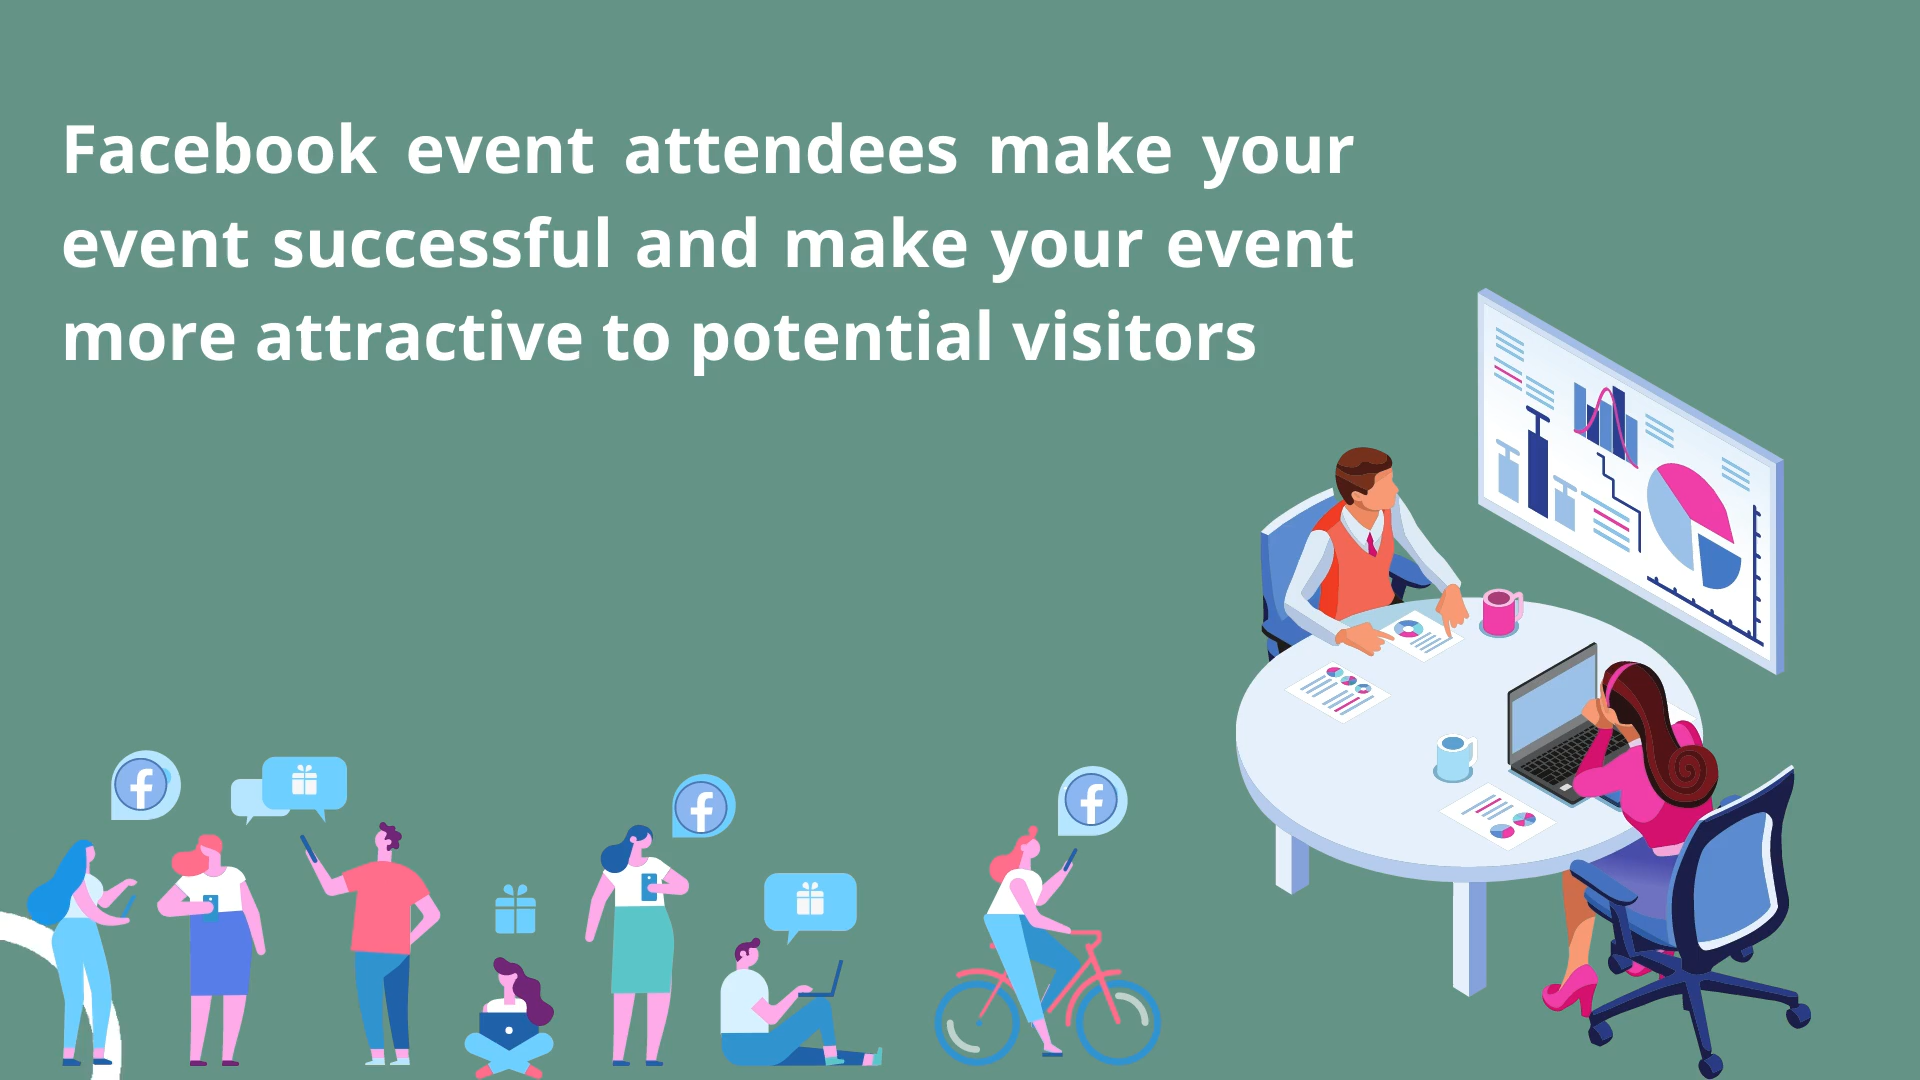 Facebook event attendees make your
event successful and make your event
more attractive to potential visitors